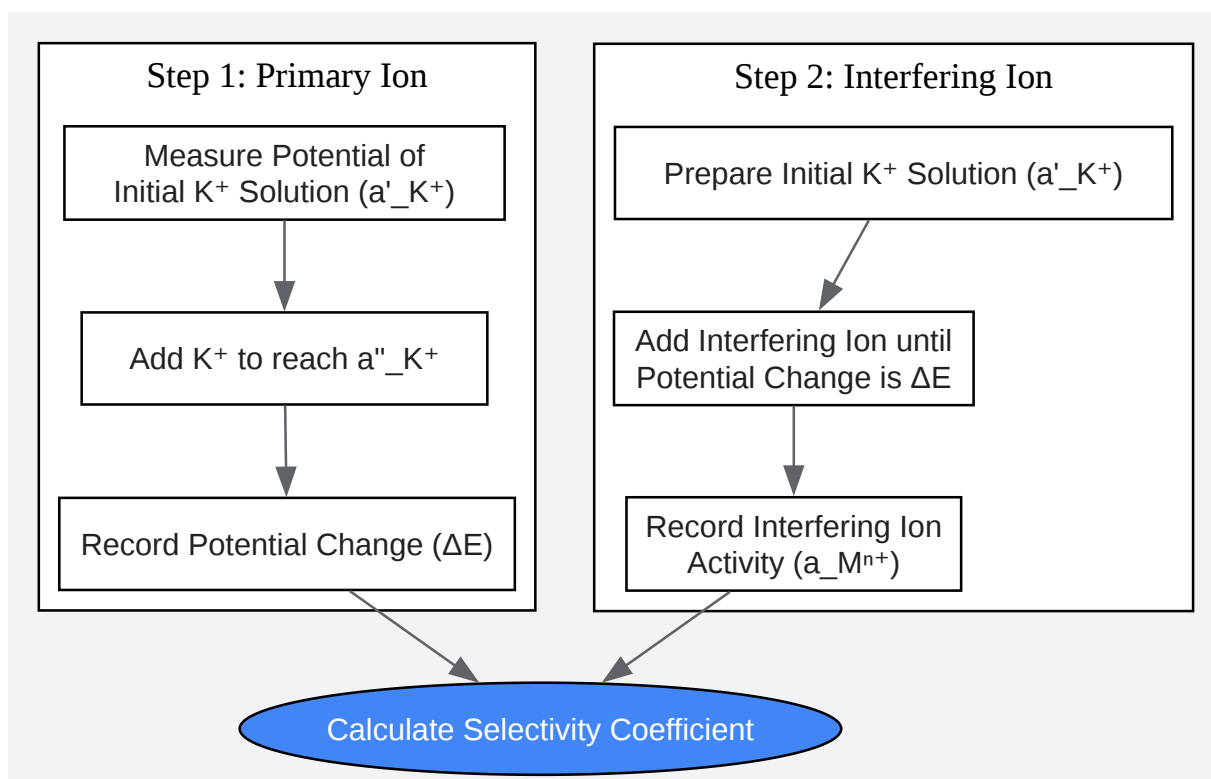 Step 1: Primary Ion
Measure Potential of
Initial K⁺ Solution (a'_K⁺)
Add K⁺ to reach a"_K⁺
Record Potential Change (ΔE)
Step 2: Interfering Ion
Prepare Initial K⁺ Solution (a'_K⁺)
Add Interfering Ion until
Potential Change is ΔE
Record Interfering Ion
Activity (a_Mⁿ⁺)
Calculate Selectivity Coefficient